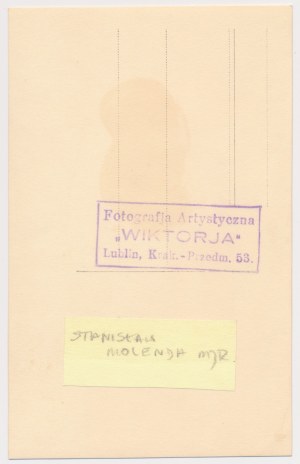 Fotografja Artystyczna
„WIKTORJA"
Lublin, Krak.-Przedm. 53.
STANISŁAW
MOLENDA MJR.